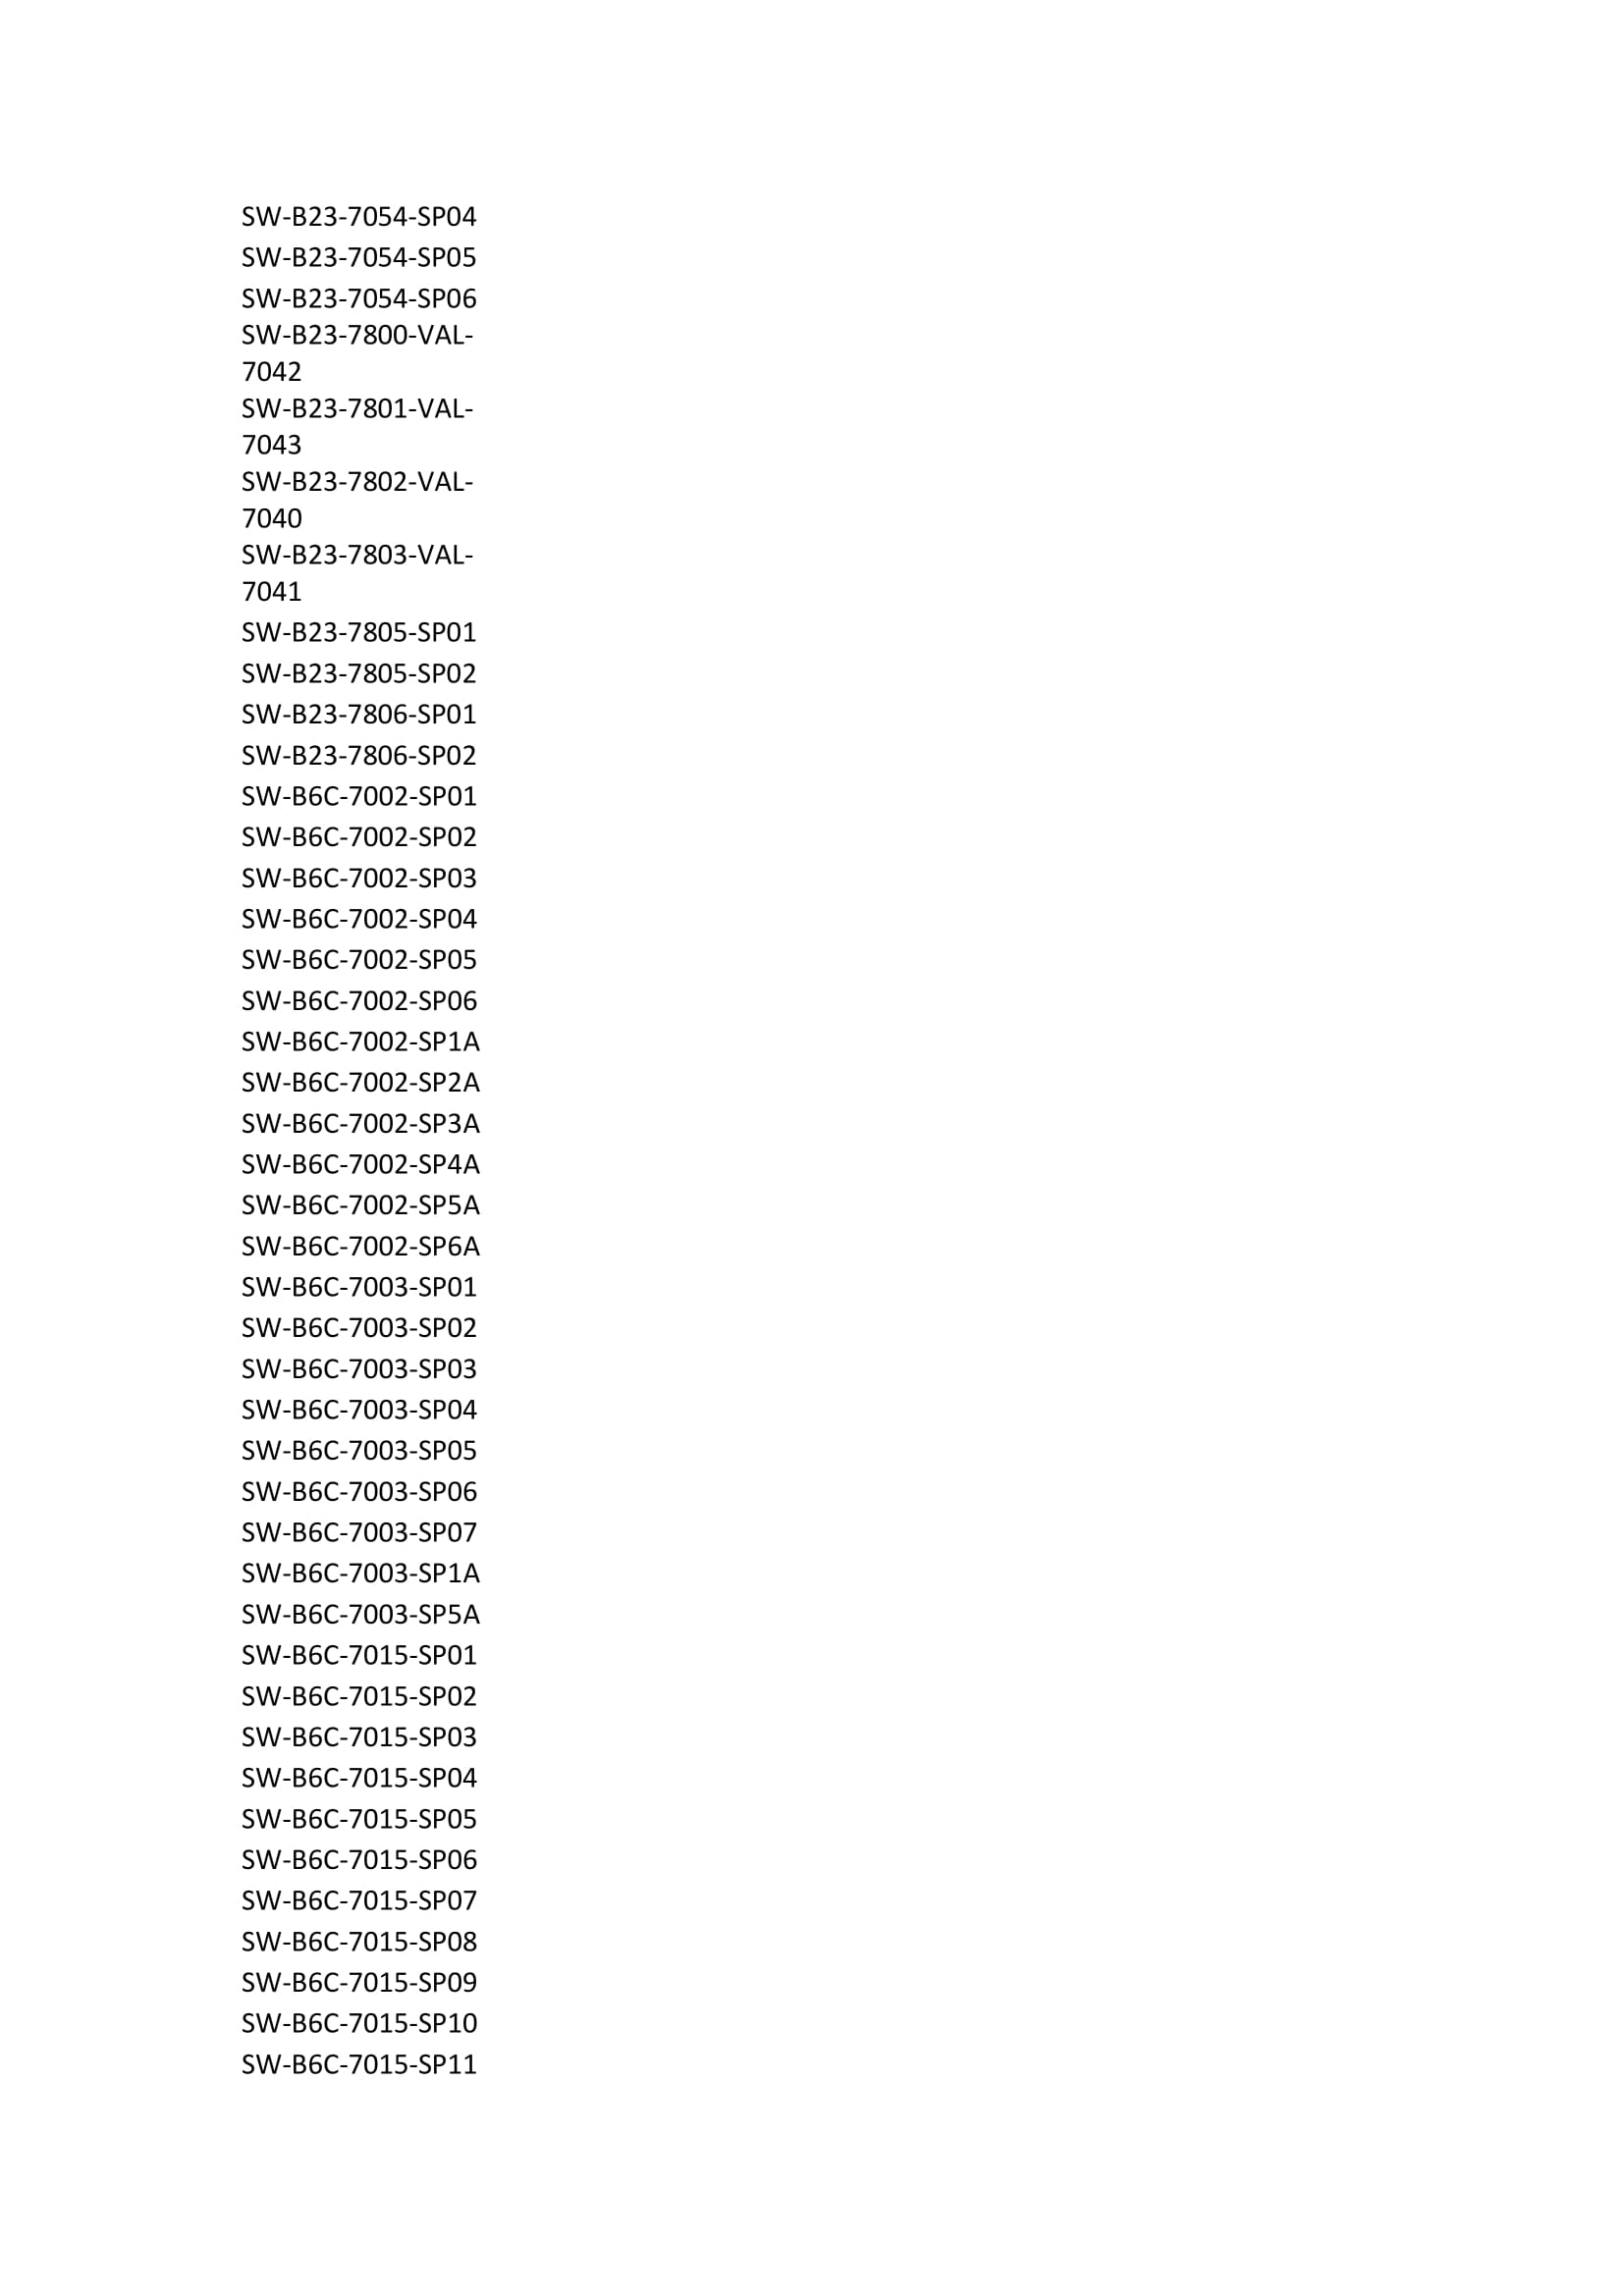 SW-B23-7054-SP04
SW-B23-7054-SP05
SW-B23-7054-SP06
SW-B23-7800-VAL-
7042
SW-B23-7801-VAL-
7043
SW-B23-7802-VAL-
7040
SW-B23-7803-VAL-
7041
SW-B23-7805-SP01
SW-B23-7805-SP02
SW-B23-7806-SP01
SW-B23-7806-SP02
SW-B6C-7002-SP01
SW-B6C-7002-SP02
SW-B6C-7002-SP03
SW-B6C-7002-SP04
SW-B6C-7002-SP05
SW-B6C-7002-SP06
SW-B6C-7002-SP1A
SW-B6C-7002-SP2A
SW-B6C-7002-SP3A
SW-B6C-7002-SP4A
SW-B6C-7002-SP5A
SW-B6C-7002-SP6A
SW-B6C-7003-SP01
SW-B6C-7003-SP02
SW-B6C-7003-SP03
SW-B6C-7003-SP04
SW-B6C-7003-SP05
SW-B6C-7003-SP06
SW-B6C-7003-SP07
SW-B6C-7003-SP1A
SW-B6C-7003-SP5A
SW-B6C-7015-SP01
SW-B6C-7015-SP02
SW-B6C-7015-SP03
SW-B6C-7015-SP04
SW-B6C-7015-SP05
SW-B6C-7015-SP06
SW-B6C-7015-SP07
SW-B6C-7015-SP08
SW-B6C-7015-SP09
SW-B6C-7015-SP10
SW-B6C-7015-SP11